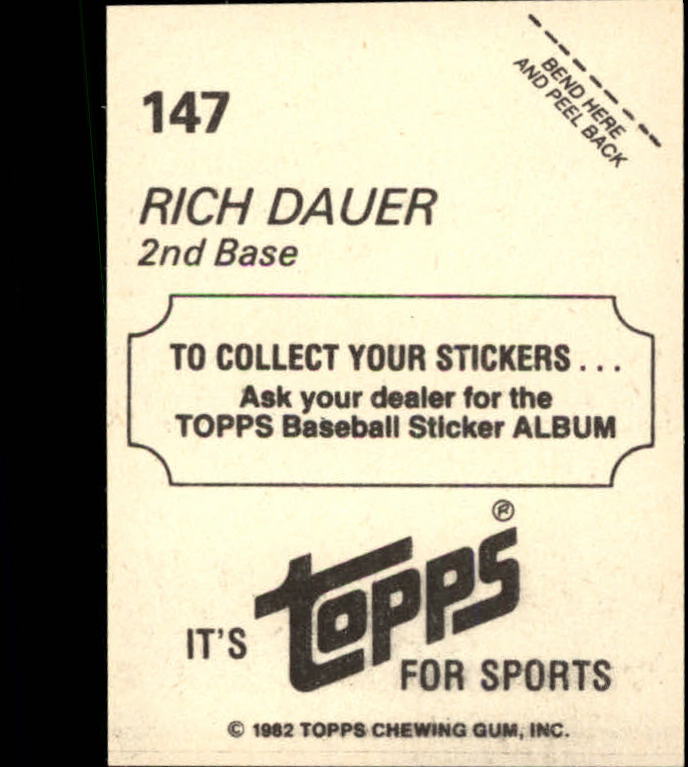 BEND HERE
AND PEEL BACK
147
RICH DAUER
2nd Base
TO COLLECT YOUR STICKERS...
Ask your dealer for the
TOPPS Baseball Sticker ALBUM
®
IT'S TOPPS FOR SPORTS
© 1982 TOPPS CHEWING GUM, INC.